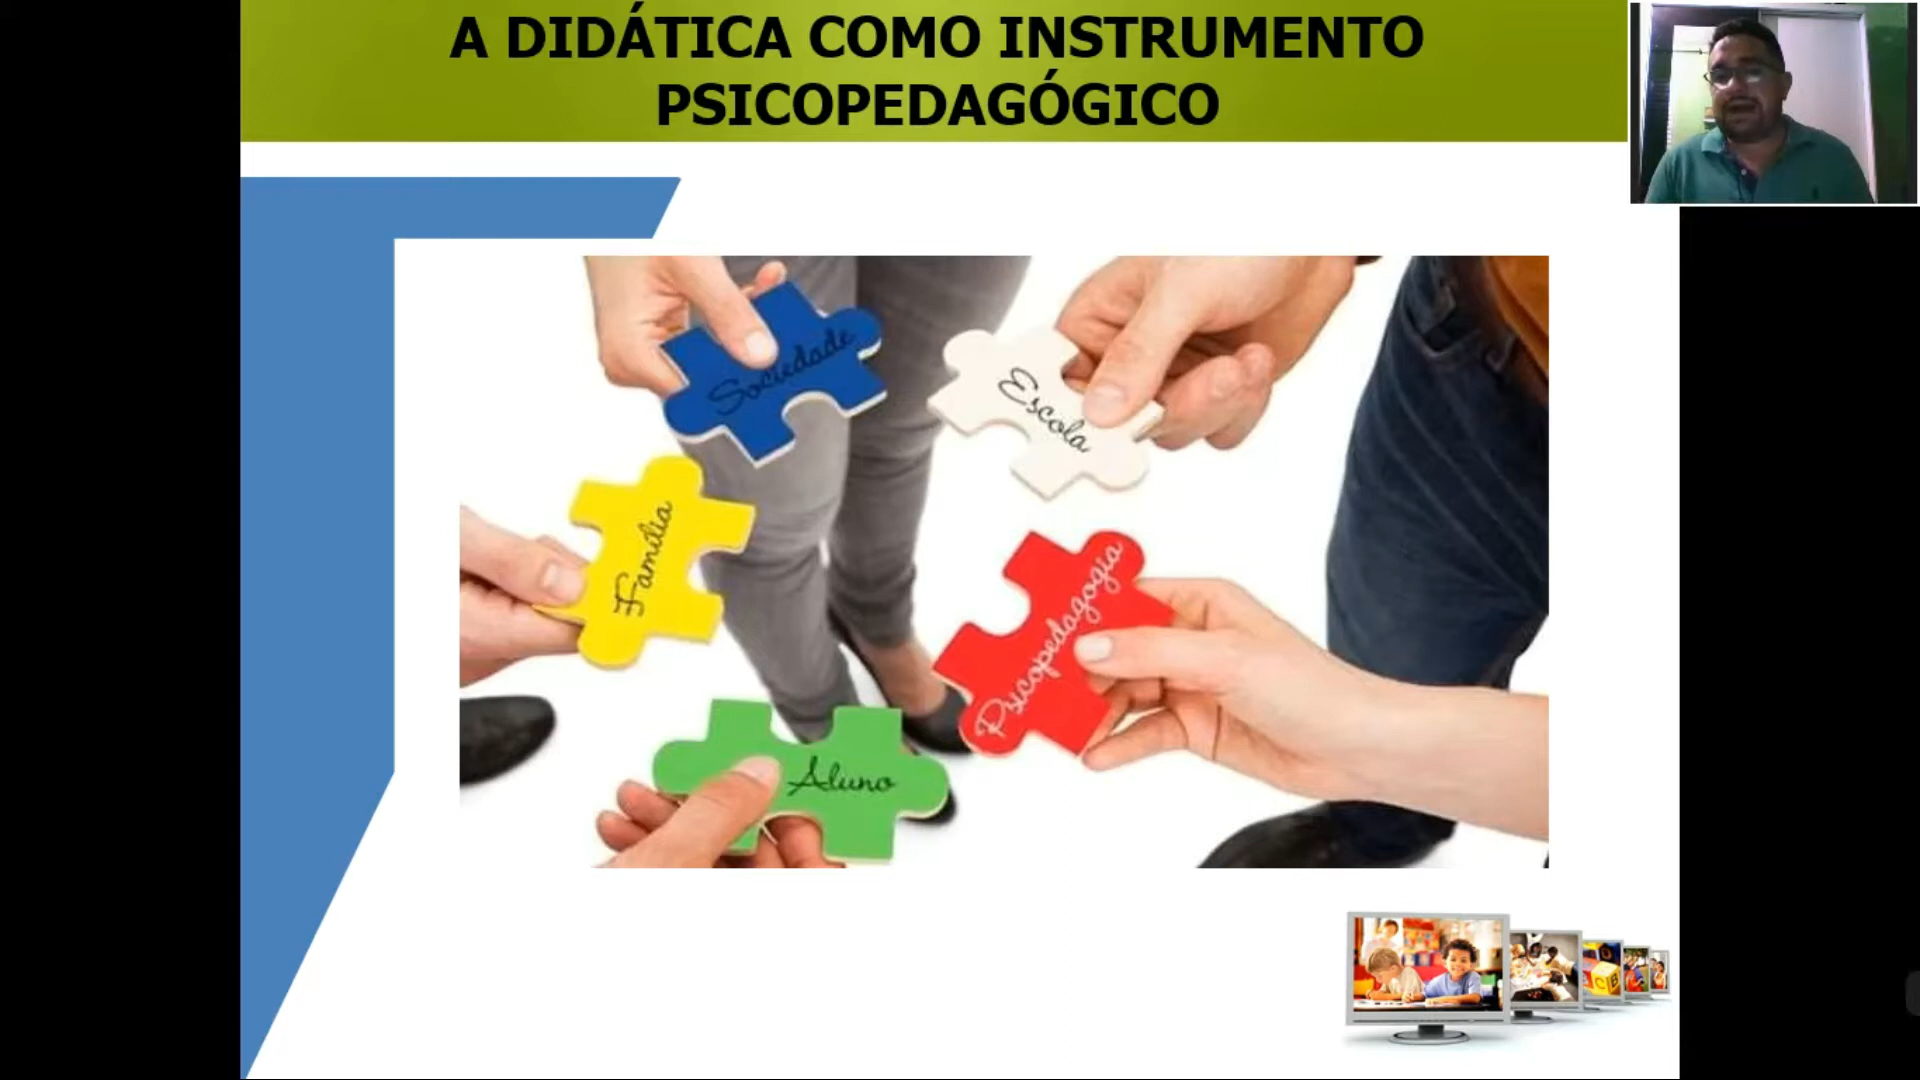 A DIDÁTICA COMO INSTRUMENTO
PSICOPEDAGÓGICO
Sociedade
Escola
Família
Psicopedagogia
Aluno